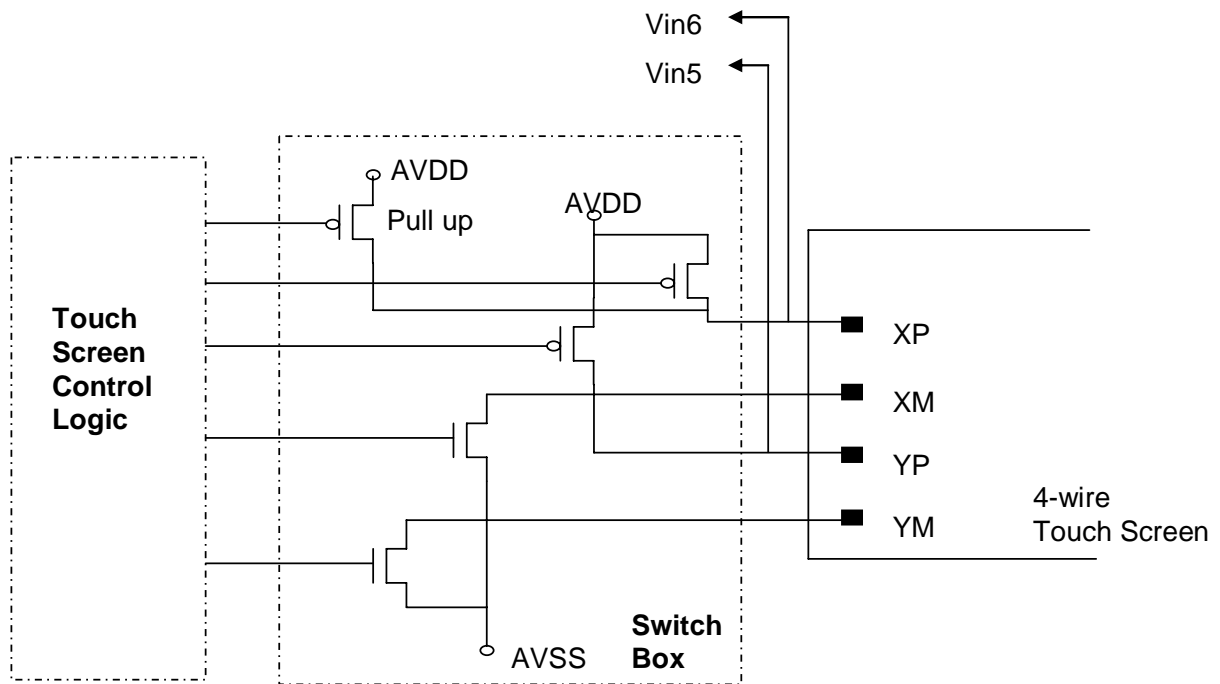 Vin6
Vin5
AVDD
Pull up
AVDD
Touch
Screen
Control
Logic
XP
XM
YP
YM
4-wire
Touch Screen
Switch
Box
AVSS